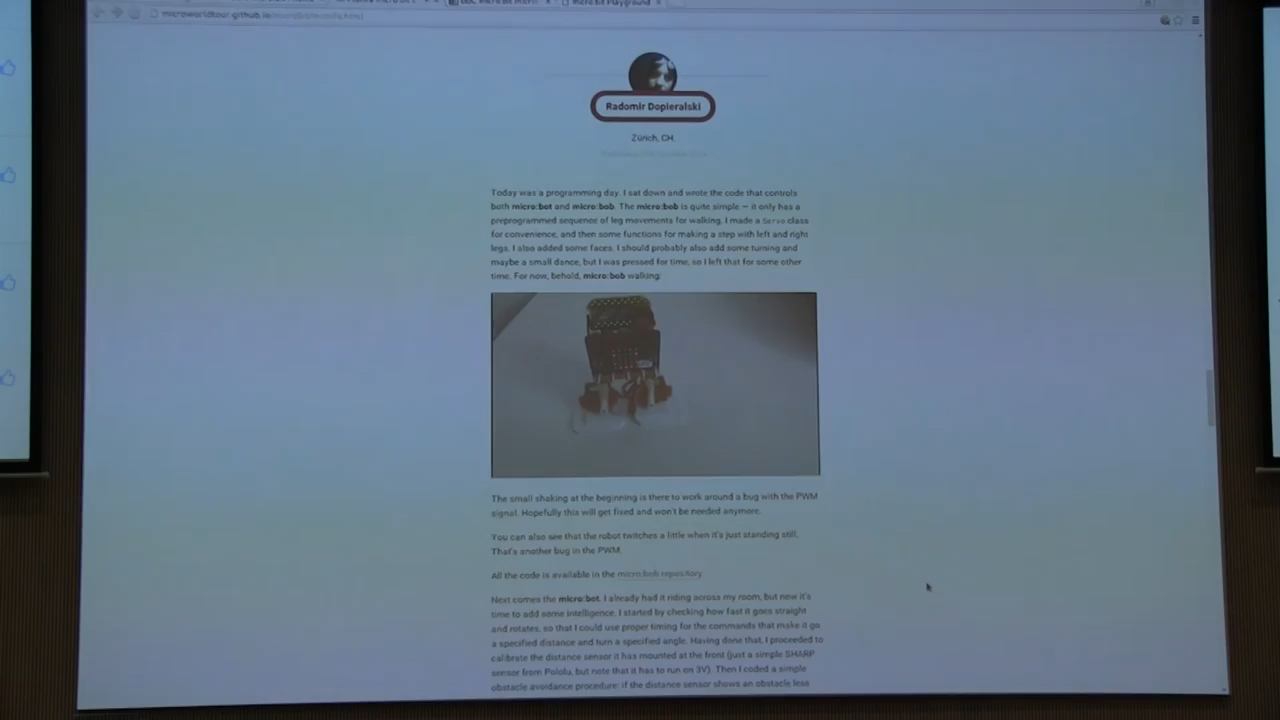 microworldtour.github.io/
micro:bit Playground
Radomir Dopieralski
Zürich, CH.
Today was a programming day. I sat down and wrote the code that controls
both micro:bot and micro:bob. The micro:bob is quite simple — it only has a
preprogrammed sequence of leg movements for walking. I made a Servo class
for convenience, and then some functions for making a step with left and right
legs. I also added some faces. I should probably also add some turning and
maybe a small dance, but I was pressed for time, so I left that for some other
time. For now, behold, micro:bob walking:
The small shaking at the beginning is there to work around a bug with the PWM
signal. Hopefully this will get fixed and won't be needed anymore.
You can also see that the robot twitches a little when it's just standing still.
That's another bug in the PWM.
All the code is available in the micro:bob repository.
Next comes the micro:bot. I already had it riding across my room, but now it's
time to add some intelligence. I started by checking how fast it goes straight
and rotates, so that I could use proper timing for the commands that make it go
a specified distance and turn a specified angle. Having done that, I proceeded to
calibrate the distance sensor it has mounted at the front (just a simple SHARP
sensor from Pololu, but note that it has to run on 3V). Then I coded a simple
obstacle avoidance procedure: if the distance sensor shows an obstacle less